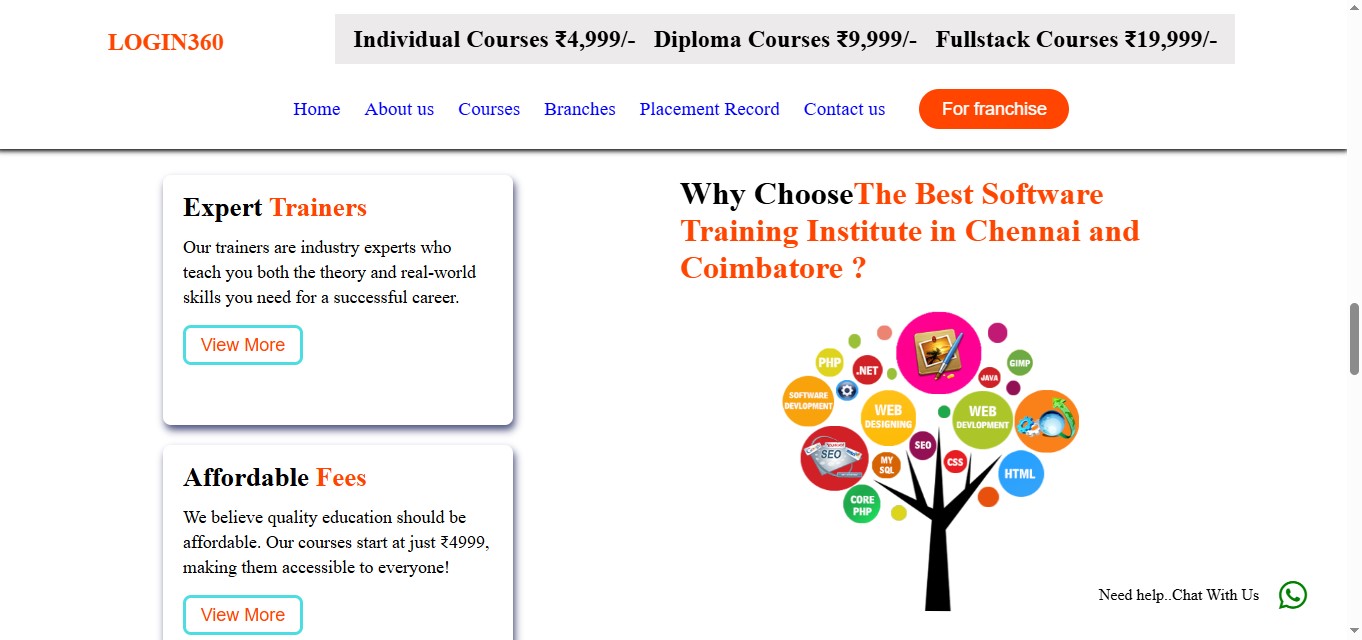 LOGIN360
Individual Courses ₹4,999/- Diploma Courses ₹9,999/- Fullstack Courses ₹19,999/-
Home About us Courses Branches Placement Record Contact us For franchise
Expert Trainers
Our trainers are industry experts who
teach you both the theory and real-world
skills you need for a successful career.
View More
Affordable Fees
We believe quality education should be
affordable. Our courses start at just ₹4999,
making them accessible to everyone!
View More
Why ChooseThe Best Software
Training Institute in Chennai and
Coimbatore ?
PHP
.NET
GIMP
JAVA
SOFTWARE
DEVLOPMENT
WEB
DESIGNING
WEB
DEVLOPMENT
SEO
SEO
MY
SQL
CSS
HTML
CORE
PHP
Need help..Chat With Us